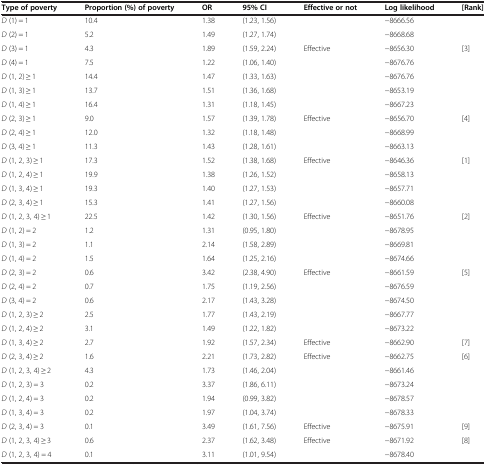 Type of poverty Proportion (%) of poverty OR 95% CI Effective or not Log likelihood [Rank]
D (1) = 1 10.4 1.38 (1.23, 1.56) −8666.56
D (2) = 1 5.2 1.49 (1.27, 1.74) −8668.68
D (3) = 1 4.3 1.89 (1.59, 2.24) Effective −8656.30 [3]
D (4) = 1 7.5 1.22 (1.06, 1.40) −8676.76
D (1, 2) ≥ 1 14.4 1.47 (1.33, 1.63) −8676.76
D (1, 3) ≥ 1 13.7 1.51 (1.36, 1.68) −8653.19
D (1, 4) ≥ 1 16.4 1.31 (1.18, 1.45) −8667.23
D (2, 3) ≥ 1 9.0 1.57 (1.39, 1.78) Effective −8656.70 [4]
D (2, 4) ≥ 1 12.0 1.32 (1.18, 1.48) −8668.99
D (3, 4) ≥ 1 11.3 1.43 (1.28, 1.61) −8663.13
D (1, 2, 3) ≥ 1 17.3 1.52 (1.38, 1.68) Effective −8646.36 [1]
D (1, 2, 4) ≥ 1 19.9 1.38 (1.26, 1.52) −8658.13
D (1, 3, 4) ≥ 1 19.3 1.40 (1.27, 1.53) −8657.71
D (2, 3, 4) ≥ 1 15.3 1.41 (1.27, 1.56) −8660.08
D (1, 2, 3, 4) ≥ 1 22.5 1.42 (1.30, 1.56) Effective −8651.76 [2]
D (1, 2) = 2 1.2 1.31 (0.95, 1.80) −8678.95
D (1, 3) = 2 1.1 2.14 (1.58, 2.89) −8669.81
D (1, 4) = 2 1.5 1.64 (1.25, 2.16) −8674.66
D (2, 3) = 2 0.6 3.42 (2.38, 4.90) Effective −8661.59 [5]
D (2, 4) = 2 0.7 1.75 (1.19, 2.56) −8676.59
D (3, 4) = 2 0.6 2.17 (1.43, 3.28) −8674.50
D (1, 2, 3) ≥ 2 2.5 1.77 (1.43, 2.19) −8667.77
D (1, 2, 4) ≥ 2 3.1 1.49 (1.22, 1.82) −8673.22
D (1, 3, 4) ≥ 2 2.7 1.92 (1.57, 2.34) Effective −8662.90 [7]
D (2, 3, 4) ≥ 2 1.6 2.21 (1.73, 2.82) Effective −8662.75 [6]
D (1, 2, 3, 4) ≥ 2 4.3 1.73 (1.46, 2.04) −8661.46
D (1, 2, 3) = 3 0.2 3.37 (1.86, 6.11) −8673.24
D (1, 2, 4) = 3 0.2 1.94 (0.99, 3.82) −8678.57
D (1, 3, 4) = 3 0.2 1.97 (1.04, 3.74) −8678.33
D (2, 3, 4) = 3 0.1 3.49 (1.61, 7.56) Effective −8675.91 [9]
D (1, 2, 3, 4) ≥ 3 0.6 2.37 (1.62, 3.48) Effective −8671.92 [8]
D (1, 2, 3, 4) = 4 0.1 3.11 (1.01, 9.54) −8678.40